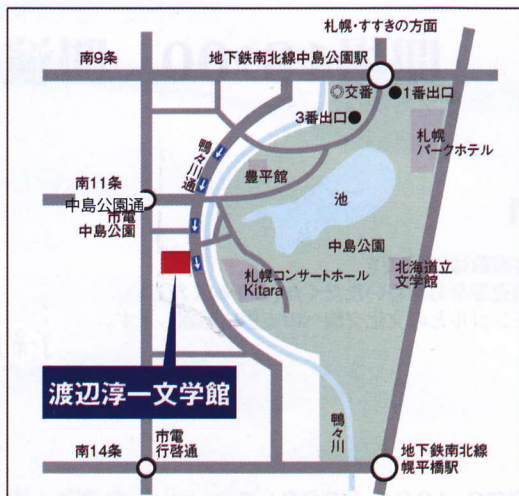 札幌・すすきの方面
南9条
地下鉄南北線中島公園駅
◎交番
●1番出口
3番出口●
札幌
パークホテル
鴨々川通
豊平館
池
南11条
中島公園通
市電
中島公園
中島公園
札幌コンサートホール
Kitara
北海道立
文学館
渡辺淳一文学館
鴨々川
市電
行啓通
南14条
地下鉄南北線
幌平橋駅